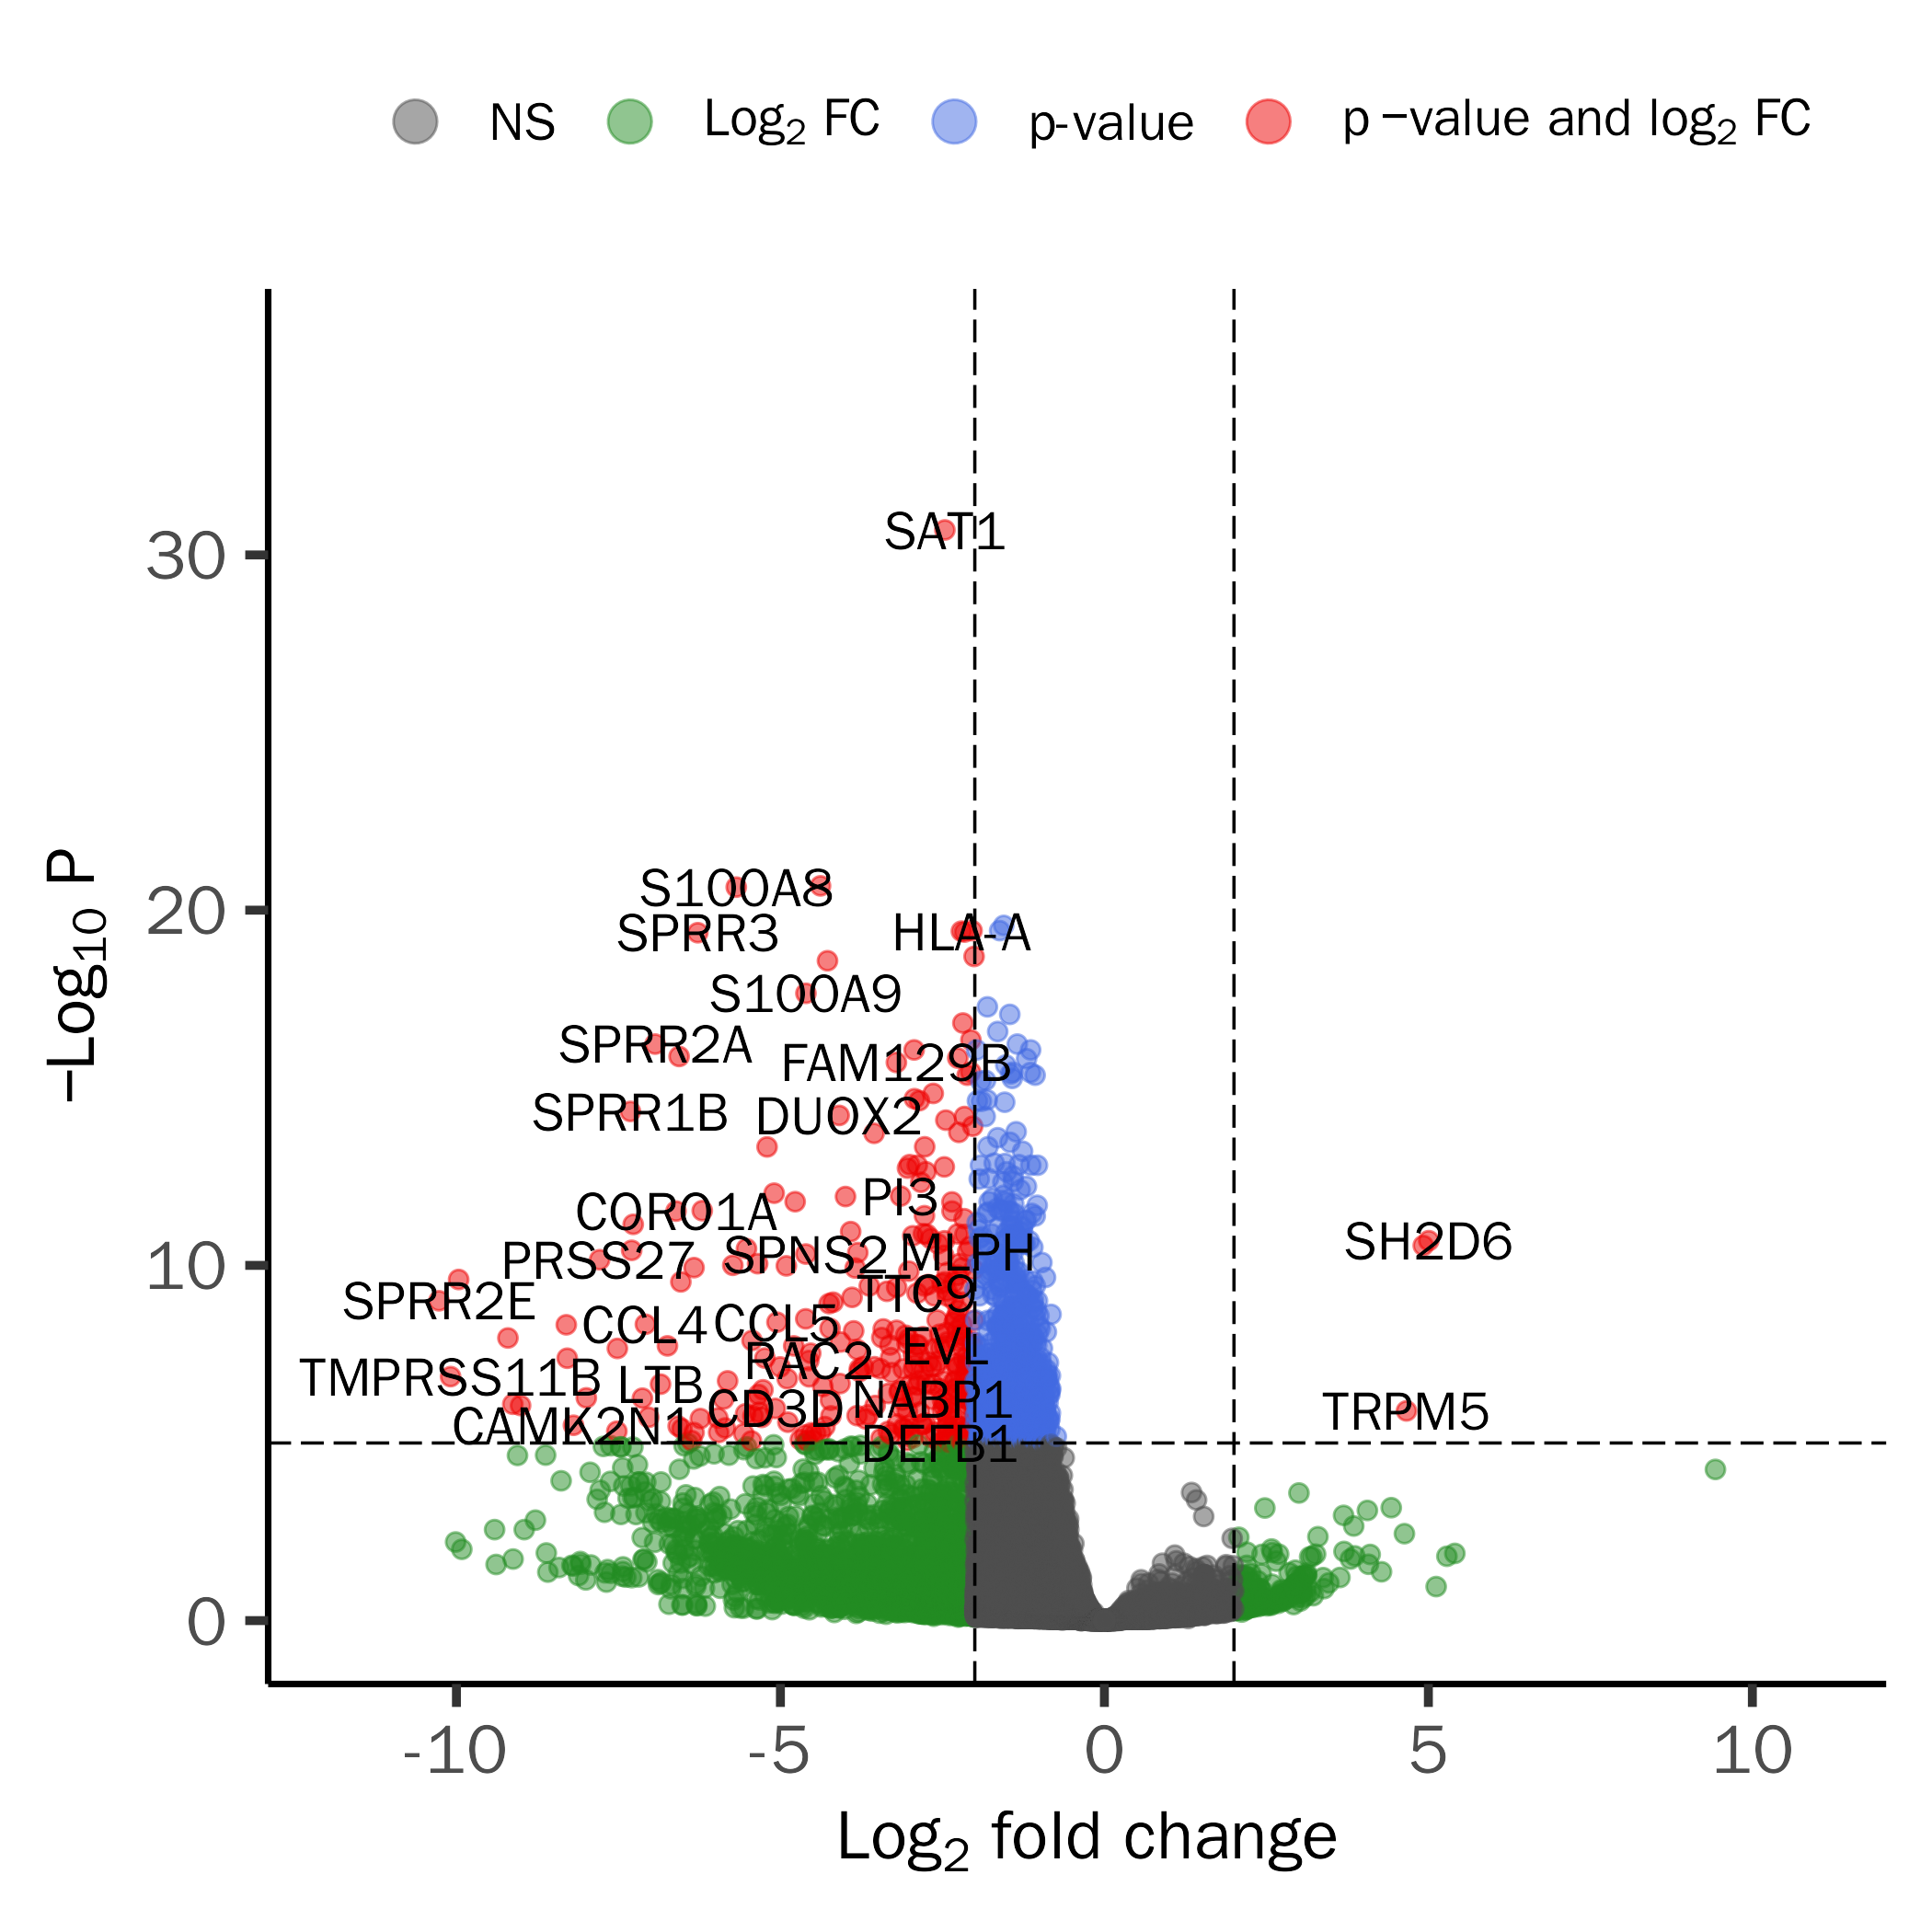 NS Log2 FC p-value p −value and log2 FC
−Log10 P
30
20
10
0
SAT1
S100A8
SPRR3
HLA-A
S100A9
SPRR2A
FAM129B
SPRR1B
DUOX2
PI3
CORO1A
SH2D6
PRSS27
SPNS2
MLPH
SPRR2E
TTC9
CCL4
CCL5
EVL
RAC2
TMPRSS11B
LTB
NABP1
CD3D
TRPM5
CAMK2N1
DEFB1
-10
-5
0
5
10
Log2 fold change